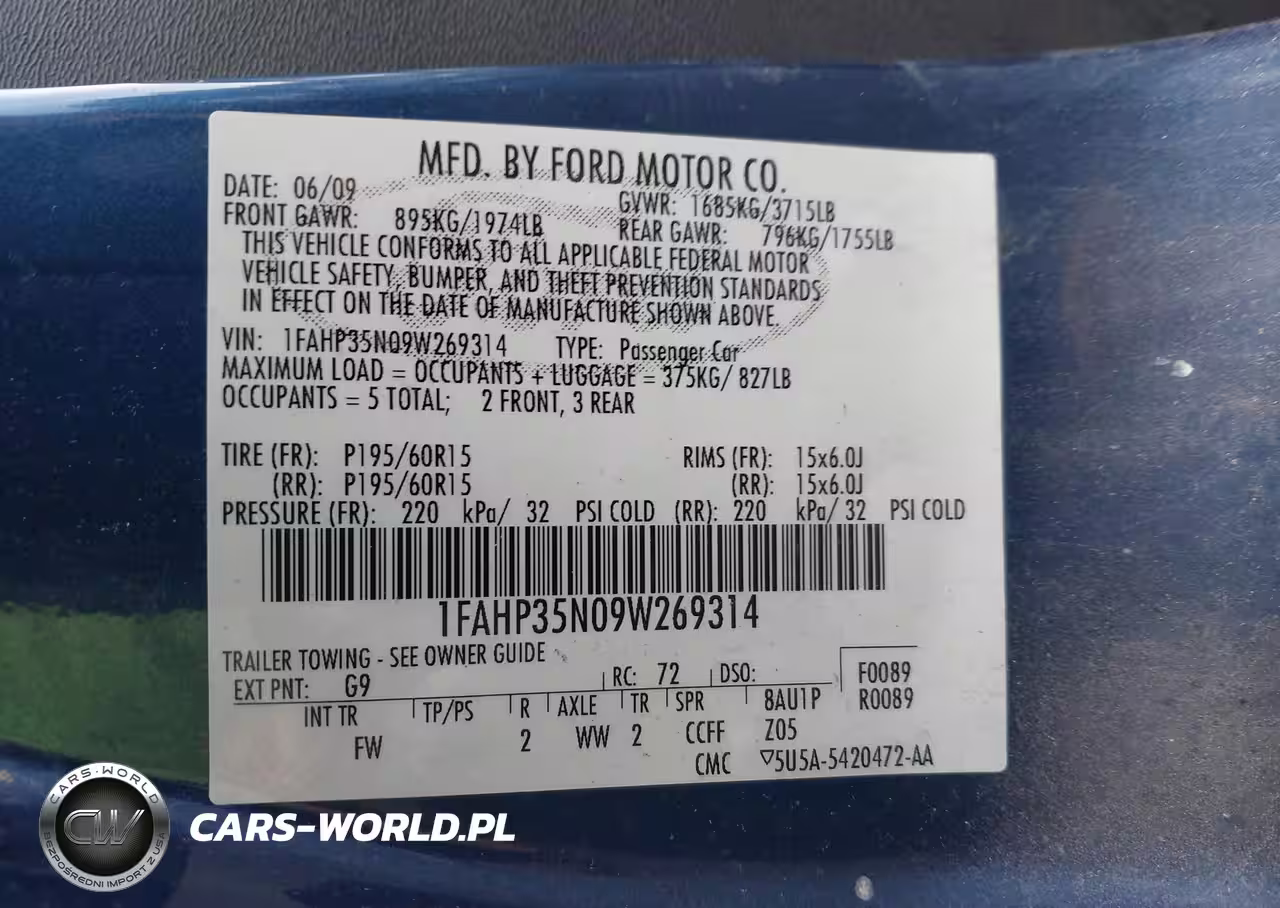 MFD. BY FORD MOTOR CO.
DATE: 06/09 GVWR: 1685KG/3715LB
FRONT GAWR: 895KG/1974LB REAR GAWR: 796KG/1755LB
THIS VEHICLE CONFORMS TO ALL APPLICABLE FEDERAL MOTOR
VEHICLE SAFETY, BUMPER, AND THEFT PREVENTION STANDARDS
IN EFFECT ON THE DATE OF MANUFACTURE SHOWN ABOVE.
VIN: 1FAHP35N09W269314 TYPE: Passenger Car
MAXIMUM LOAD = OCCUPANTS + LUGGAGE = 375KG/ 827LB
OCCUPANTS = 5 TOTAL; 2 FRONT, 3 REAR
TIRE (FR): P195/60R15 RIMS (FR): 15x6.0J
(RR): P195/60R15 (RR): 15x6.0J
PRESSURE (FR): 220 kPa/ 32 PSI COLD (RR): 220 kPa/ 32 PSI COLD
1FAHP35N09W269314
TRAILER TOWING - SEE OWNER GUIDE
EXT PNT: G9 RC: 72 DSO: F0089
INT TR TP/PS R AXLE TR SPR 8AU1P R0089
FW 2 WW 2 CCFF Z05
CMC ▽5U5A-5420472-AA
CARS-WORLD
CW
BEZPOŚREDNI IMPORT Z USA
CARS-WORLD.PL